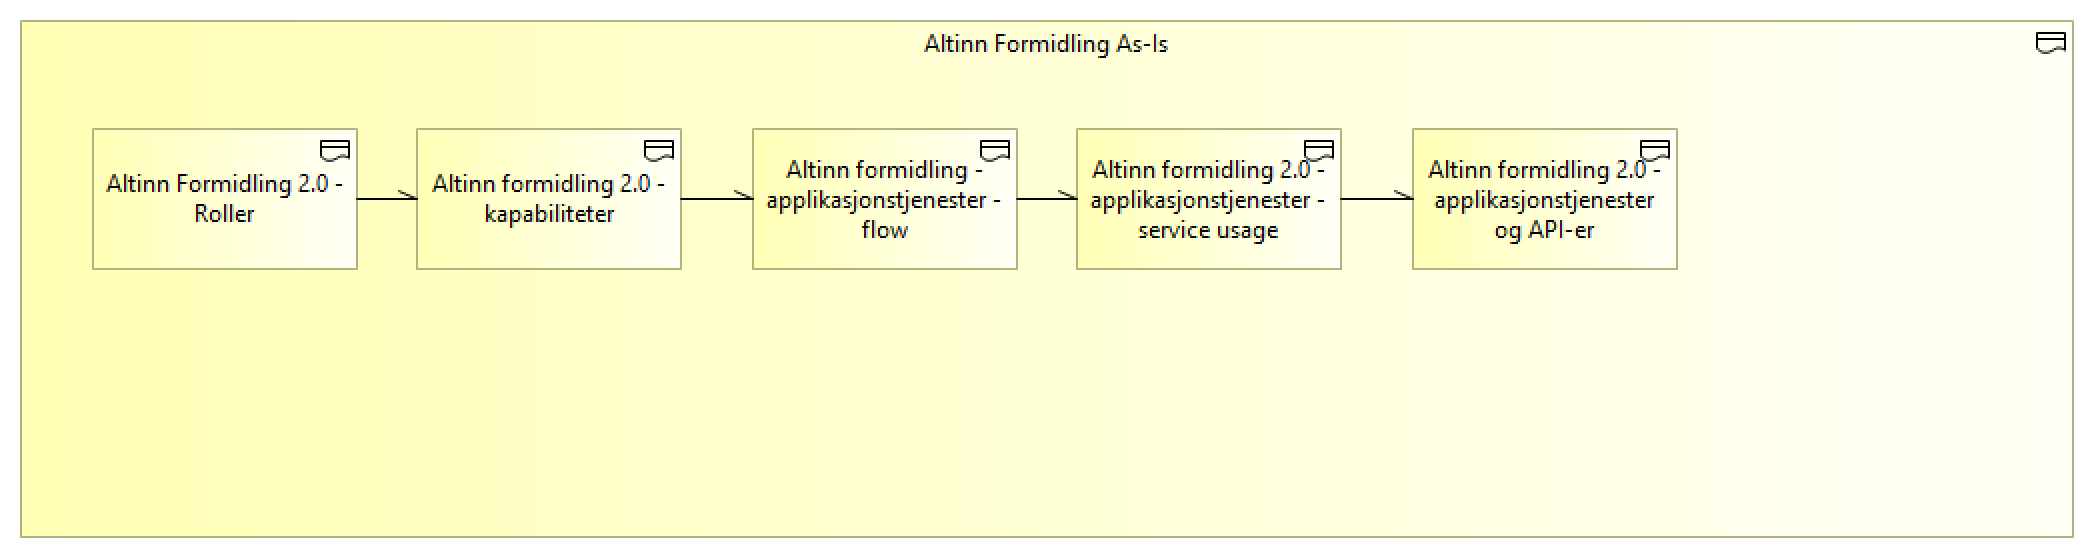 Altinn Formidling As-Is
Altinn Formidling 2.0 -
Roller
Altinn formidling 2.0 -
kapabiliteter
Altinn formidling -
applikasjonstjenester -
flow
Altinn formidling 2.0 -
applikasjonstjenester -
service usage
Altinn formidling 2.0 -
applikasjonstjenester
og API-er